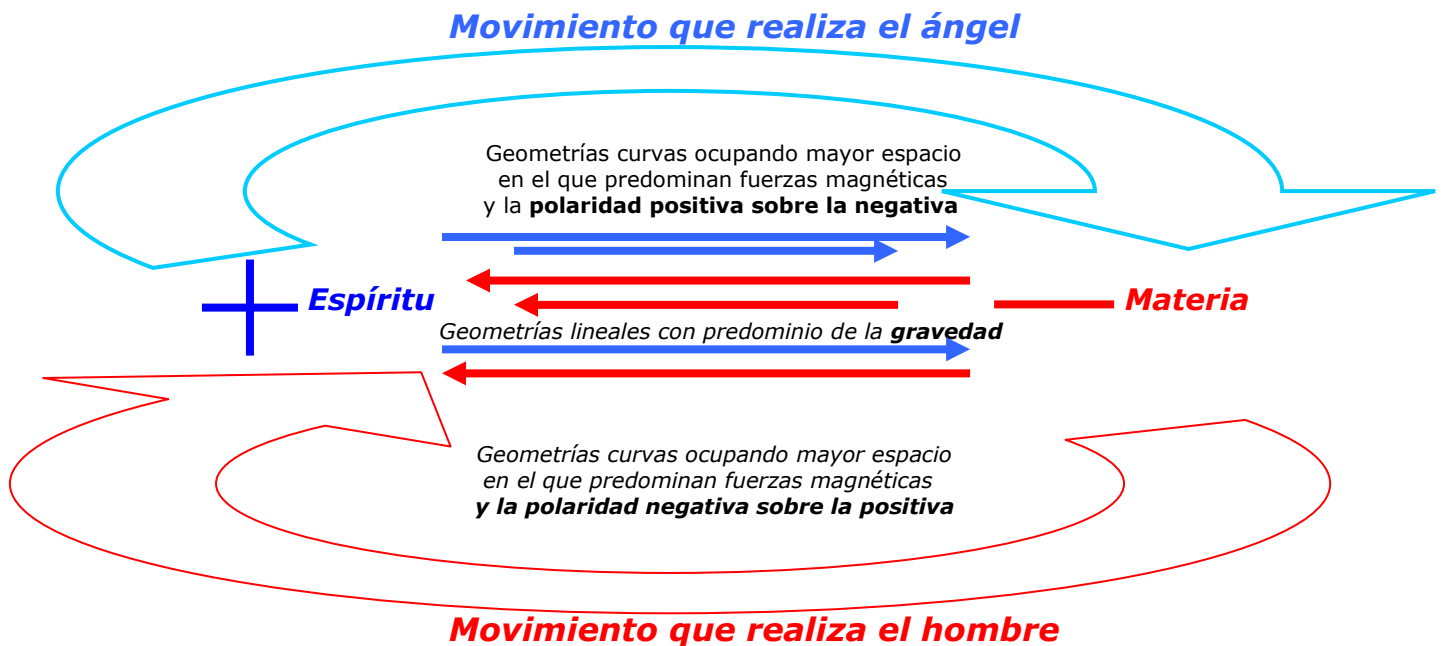 Movimiento que realiza el ángel
Geometrías curvas ocupando mayor espacio
en el que predominan fuerzas magnéticas
y la polaridad positiva sobre la negativa
Espíritu
Materia
Geometrías lineales con predominio de la gravedad
Geometrías curvas ocupando mayor espacio
en el que predominan fuerzas magnéticas
y la polaridad negativa sobre la positiva
Movimiento que realiza el hombre